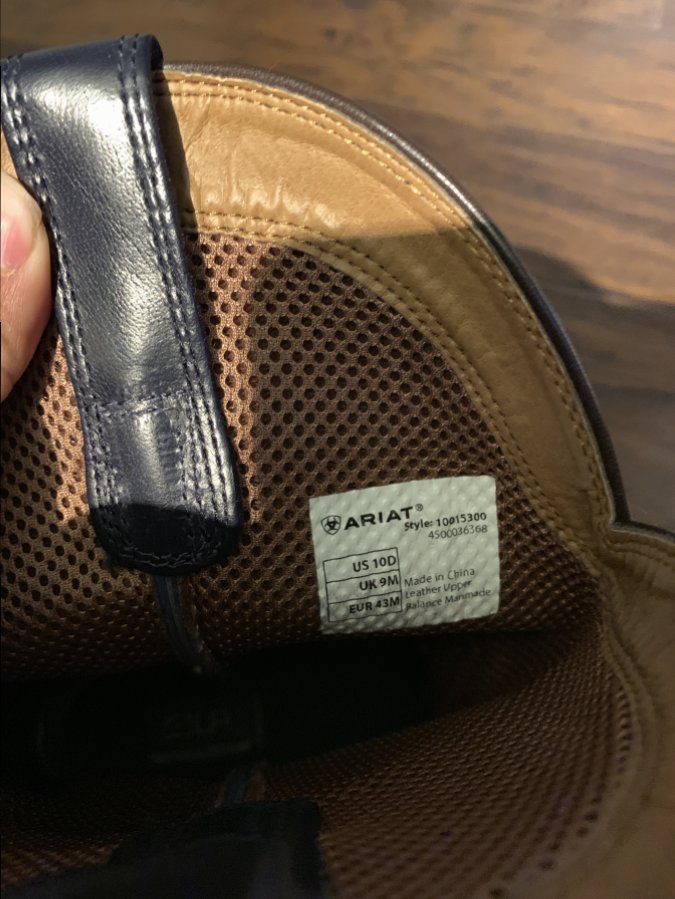 ARIAT®
Style: 10015300
4500036368
US 10D
UK 9M
EUR 43M
Made in China
Leather Upper
Balance Manmade